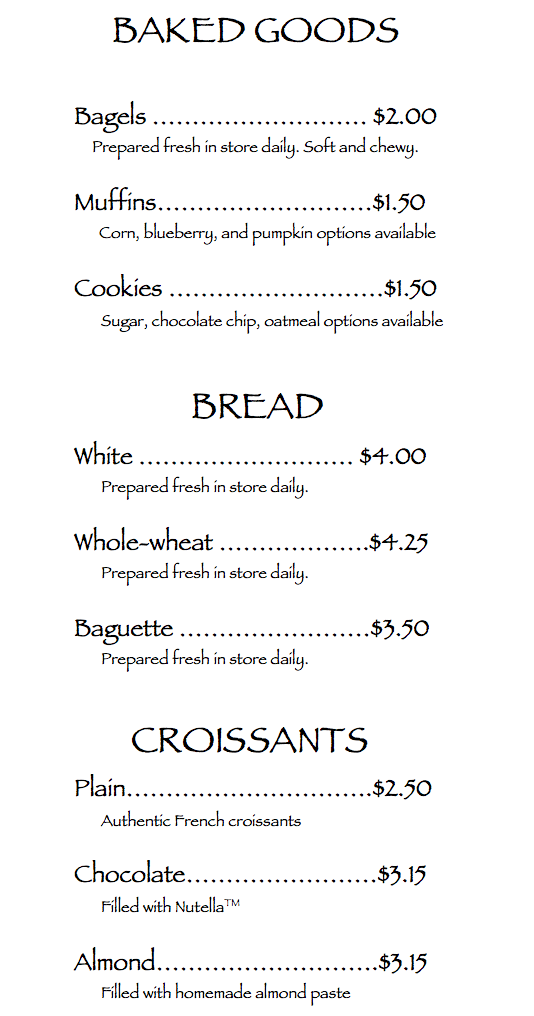 BAKED GOODS
Bagels ........................... $2.00
Prepared fresh in store daily. Soft and chewy.
Muffins...........................$1.50
Corn, blueberry, and pumpkin options available
Cookies ...........................$1.50
Sugar, chocolate chip, oatmeal options available
BREAD
White ........................... $4.00
Prepared fresh in store daily.
Whole-wheat ...................$4.25
Prepared fresh in store daily.
Baguette ........................$3.50
Prepared fresh in store daily.
CROISSANTS
Plain...............................$2.50
Authentic French croissants
Chocolate........................$3.15
Filled with Nutella™
Almond............................$3.15
Filled with homemade almond paste